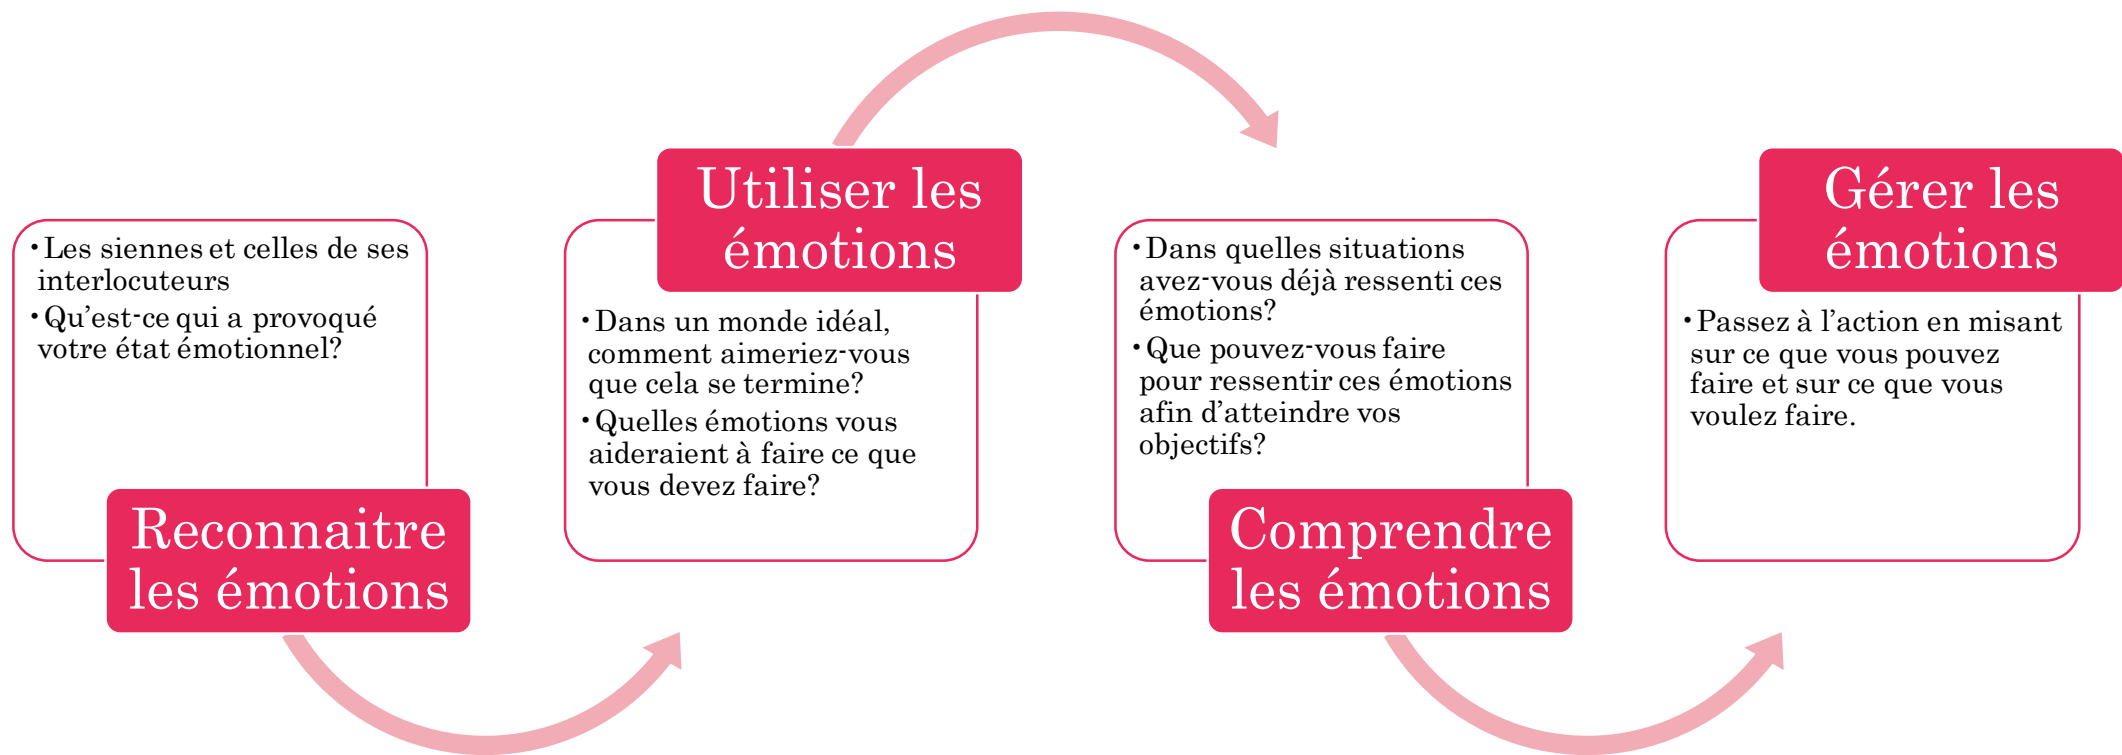 • Les siennes et celles de ses
interlocuteurs
• Qu’est-ce qui a provoqué
votre état émotionnel?
Reconnaitre
les émotions
Utiliser les
émotions
• Dans un monde idéal,
comment aimeriez-vous
que cela se termine?
• Quelles émotions vous
aideraient à faire ce que
vous devez faire?
• Dans quelles situations
avez-vous déjà ressenti ces
émotions?
• Que pouvez-vous faire
pour ressentir ces émotions
afin d’atteindre vos
objectifs?
Comprendre
les émotions
Gérer les
émotions
• Passez à l’action en misant
sur ce que vous pouvez
faire et sur ce que vous
voulez faire.